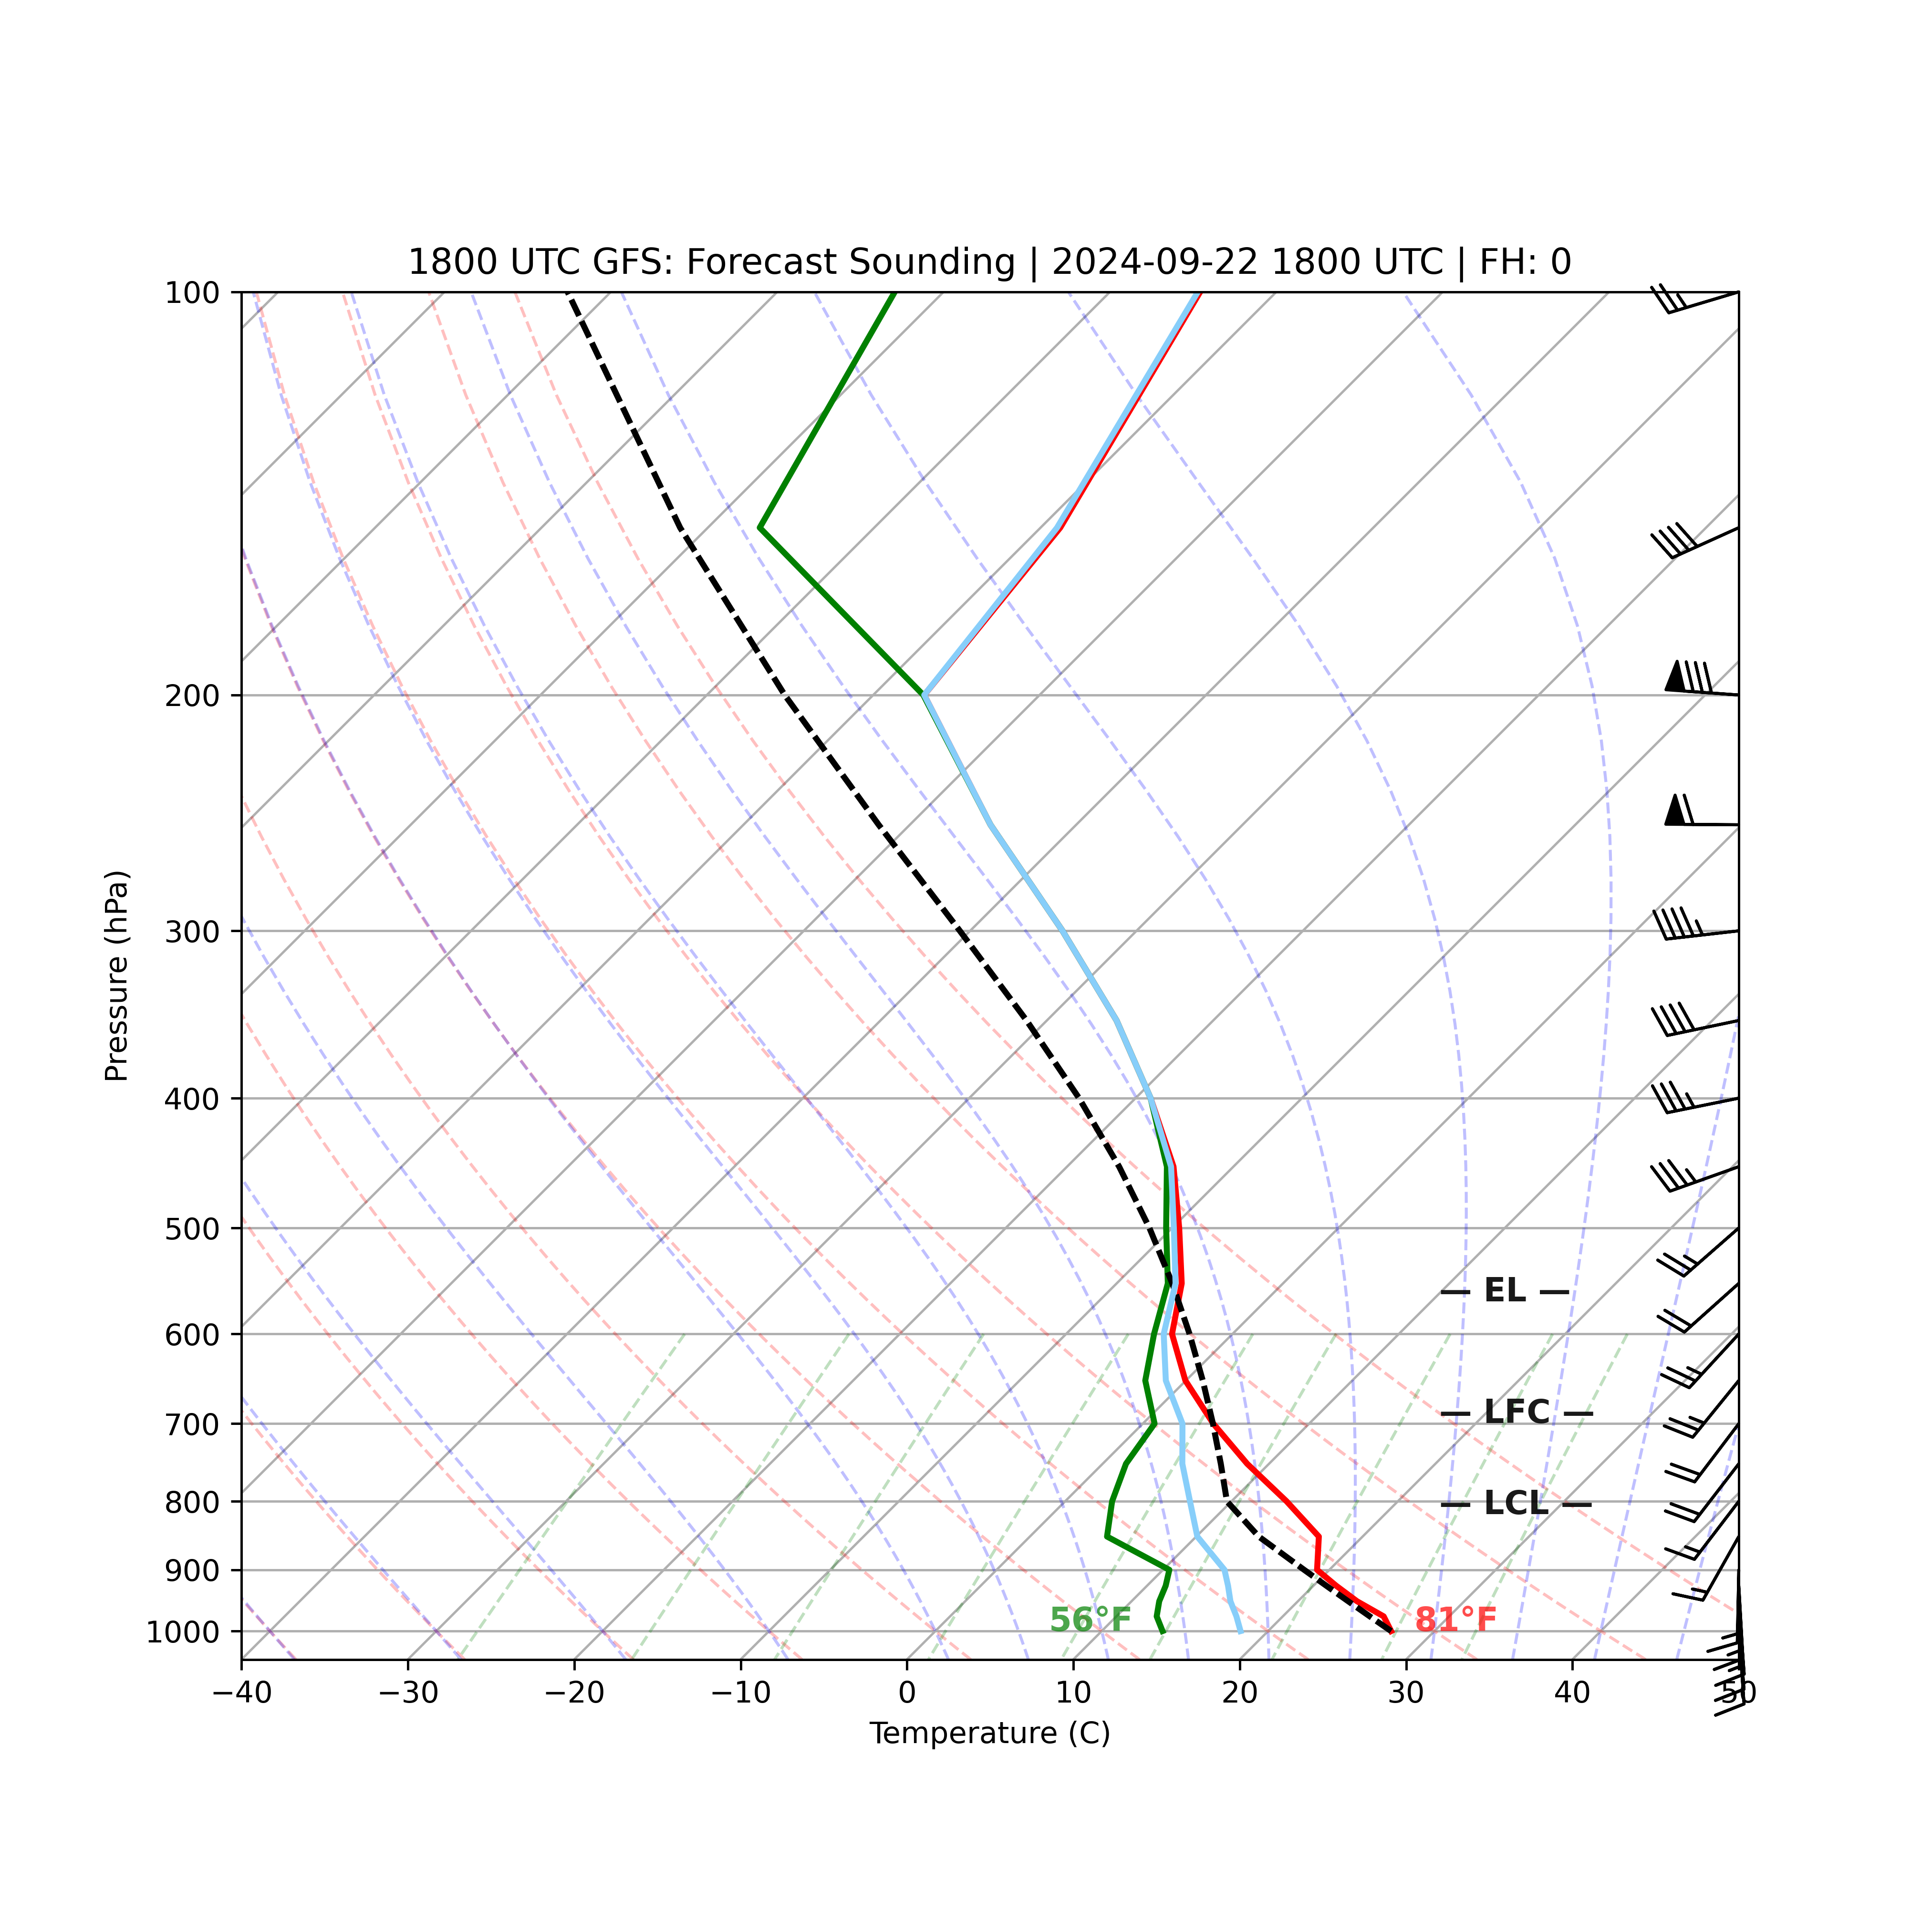 1800 UTC GFS: Forecast Sounding | 2024-09-22 1800 UTC | FH: 0
100
200
300
400
500
600
700
800
900
1000
Pressure (hPa)
— EL —
— LFC —
— LCL —
56°F
81°F
−40 −30 −20 −10 0 10 20 30 40 50
Temperature (C)